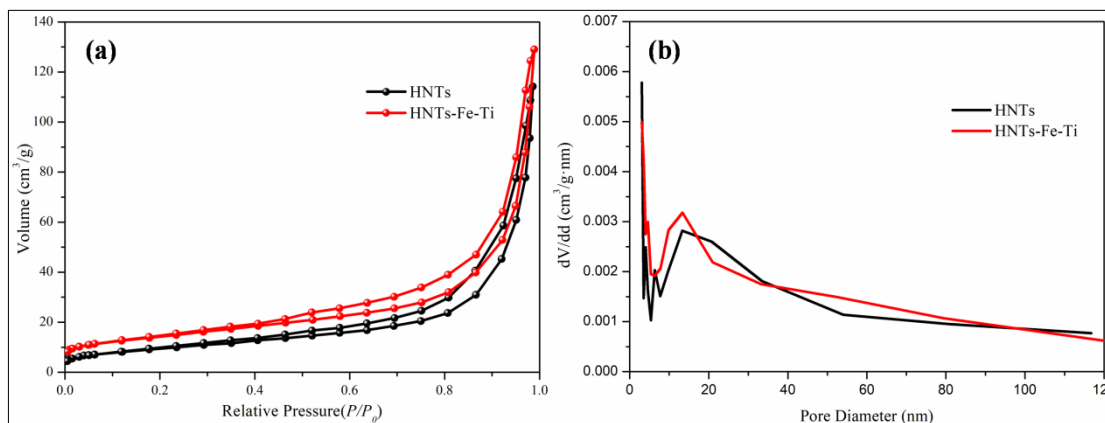 (a)
HNTs
HNTs-Fe-Ti
Volume (cm³/g)
140
120
100
80
60
40
20
0
0.0 0.2 0.4 0.6 0.8 1.0
Relative Pressure(P/P₀)
(b)
HNTs
HNTs-Fe-Ti
dV/dd (cm³/g·nm)
0.007
0.006
0.005
0.004
0.003
0.002
0.001
0.000
0 20 40 60 80 100 120
Pore Diameter (nm)